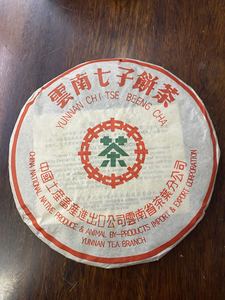 雲南七子餅茶
YUNNAN CHI TSE BEENG CHA
茶
中國土產畜產進出口公司雲南省茶葉分公司
CHINA NATIONAL NATIVE PRODUCE & ANIMAL BY-PRODUCTS IMPORT & EXPORT CORPORATION
YUNNAN TEA BRANCH